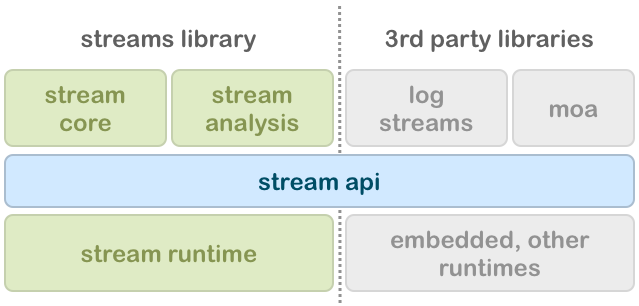 streams library
3rd party libraries
stream
core
stream
analysis
log
streams
moa
stream api
stream runtime
embedded, other
runtimes